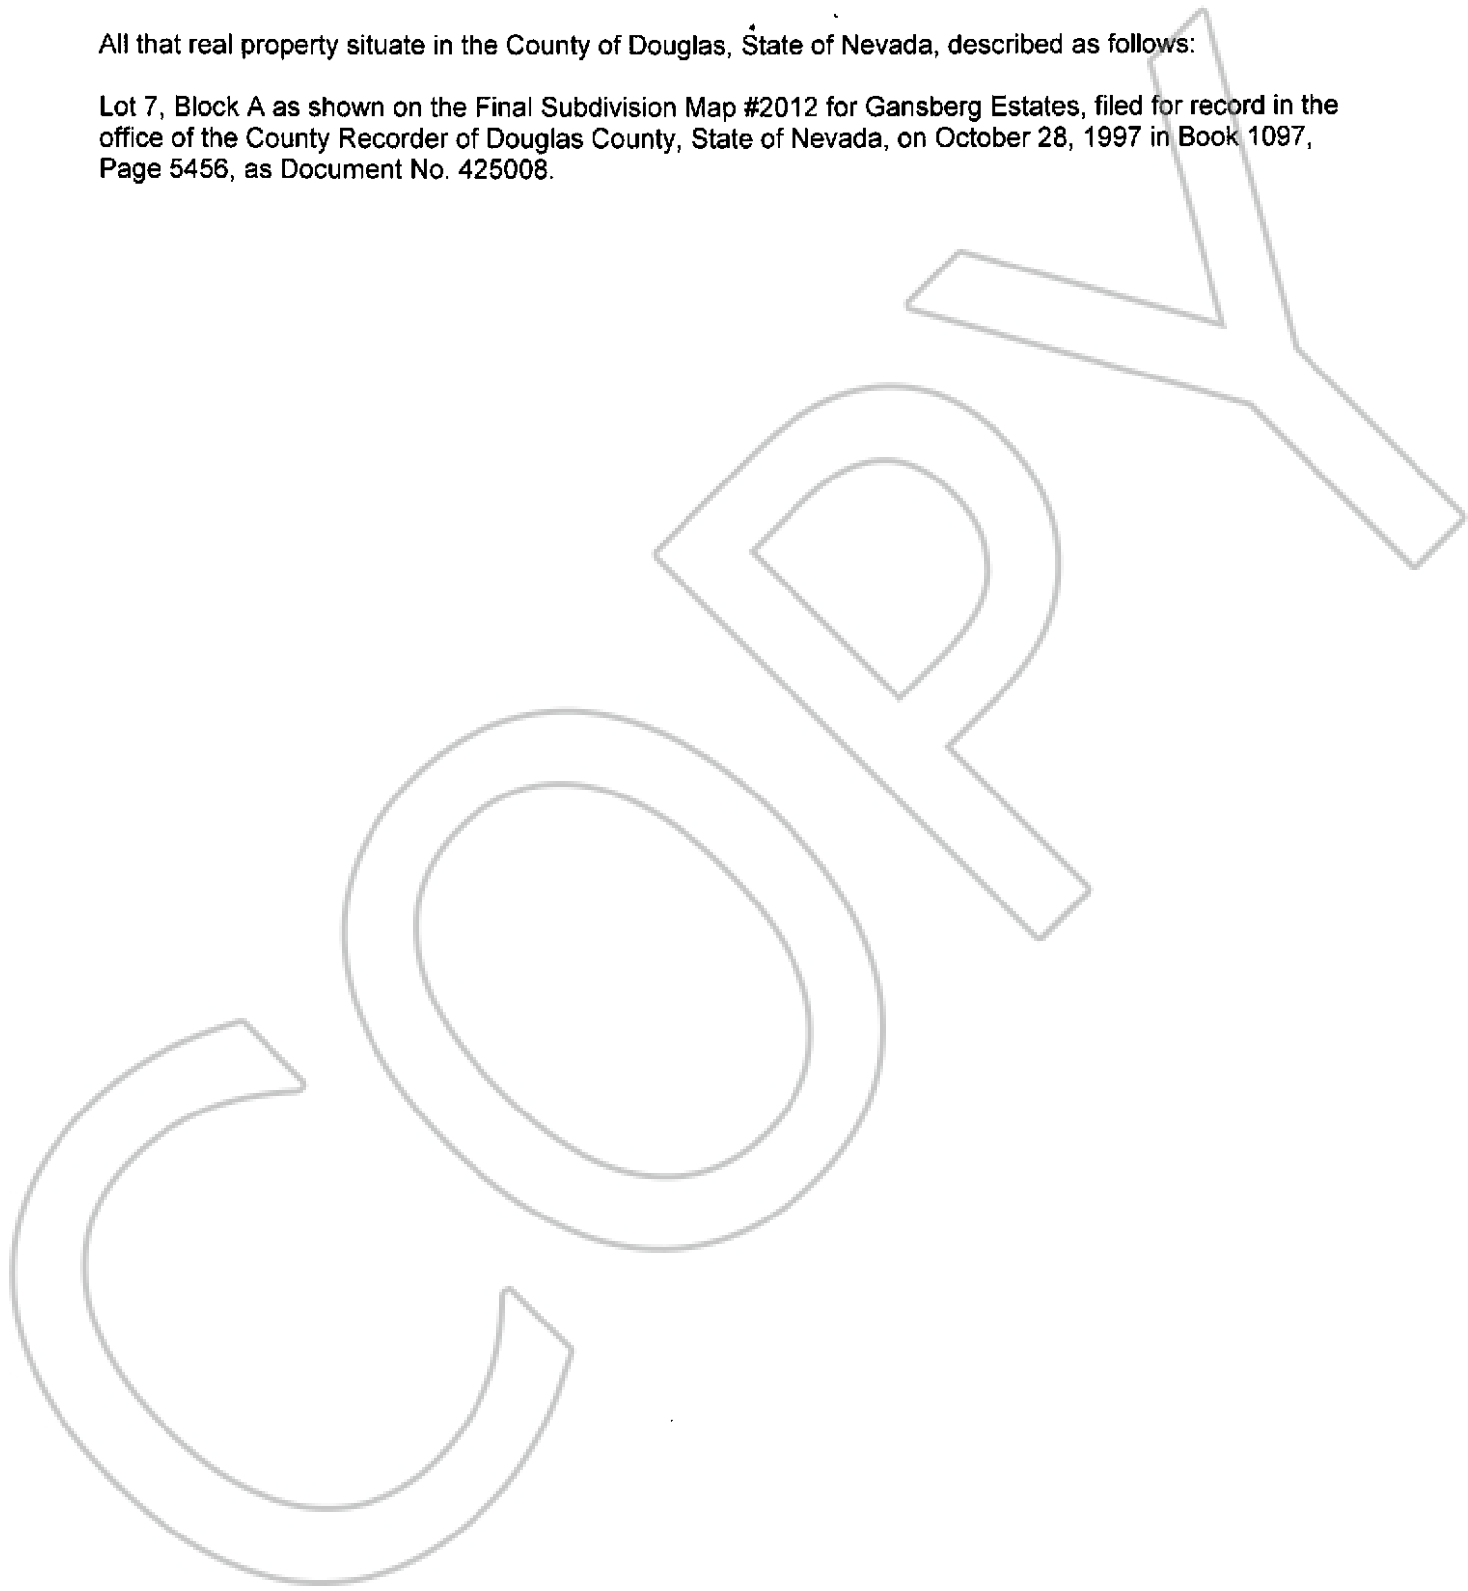 All that real property situate in the County of Douglas, State of Nevada, described as follows:
Lot 7, Block A as shown on the Final Subdivision Map #2012 for Gansberg Estates, filed for record in the
office of the County Recorder of Douglas County, State of Nevada, on October 28, 1997 in Book 1097,
Page 5456, as Document No. 425008.
COPY